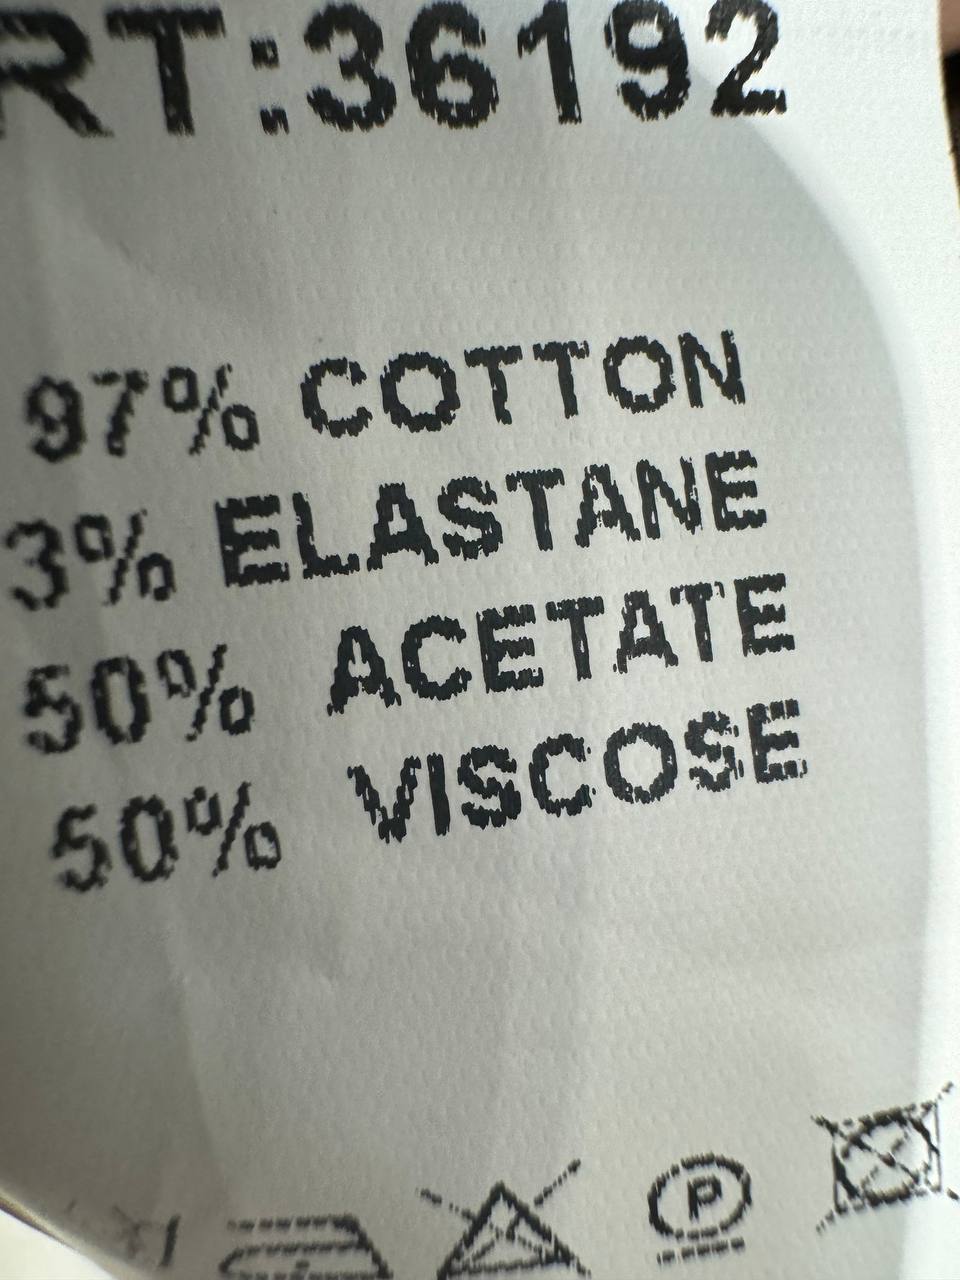 RT:36192
97% COTTON
3% ELASTANE
50% ACETATE
50% VISCOSE
P